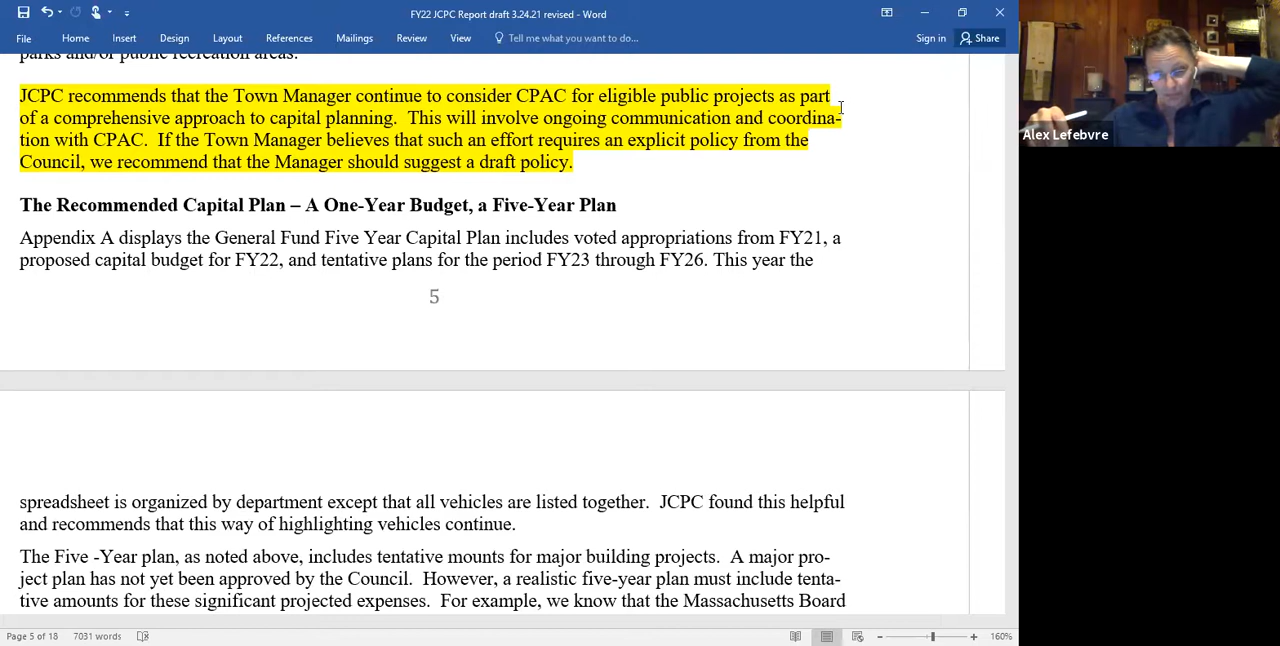 FY22 JCPC Report draft 3.24.21 revised - Word
File Home Insert Design Layout References Mailings Review View Tell me what you want to do... Sign in Share
parks and/or public recreation areas.
JCPC recommends that the Town Manager continue to consider CPAC for eligible public projects as part
of a comprehensive approach to capital planning. This will involve ongoing communication and coordina-
tion with CPAC. If the Town Manager believes that such an effort requires an explicit policy from the
Council, we recommend that the Manager should suggest a draft policy.
The Recommended Capital Plan – A One-Year Budget, a Five-Year Plan
Appendix A displays the General Fund Five Year Capital Plan includes voted appropriations from FY21, a
proposed capital budget for FY22, and tentative plans for the period FY23 through FY26. This year the
5
spreadsheet is organized by department except that all vehicles are listed together. JCPC found this helpful
and recommends that this way of highlighting vehicles continue.
The Five -Year plan, as noted above, includes tentative mounts for major building projects. A major pro-
ject plan has not yet been approved by the Council. However, a realistic five-year plan must include tenta-
tive amounts for these significant projected expenses. For example, we know that the Massachusetts Board
Page 5 of 18 7031 words 160%
Alex Lefebvre